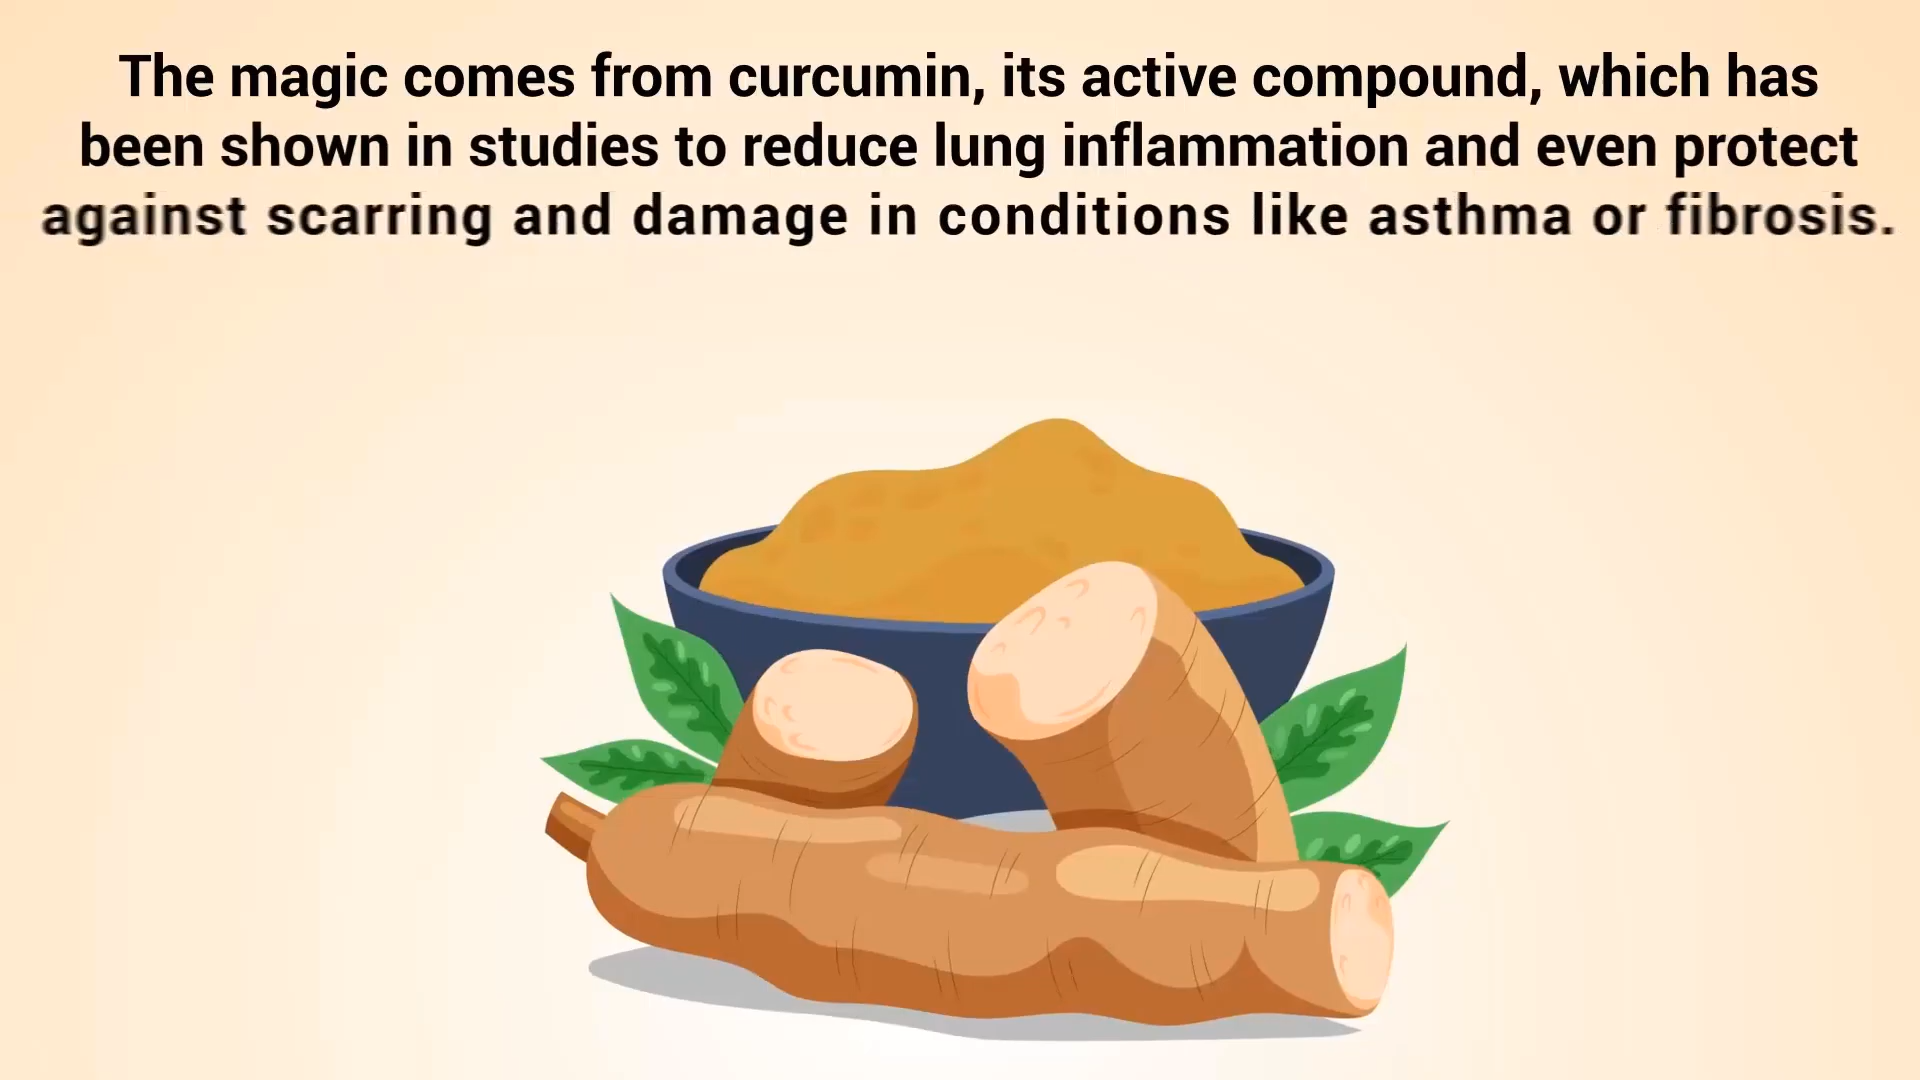 The magic comes from curcumin, its active compound, which has
been shown in studies to reduce lung inflammation and even protect
against scarring and damage in conditions like asthma or fibrosis.